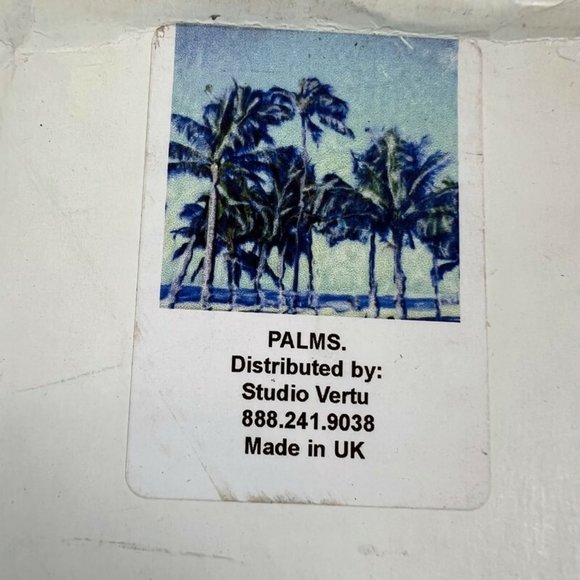 PALMS.
Distributed by:
Studio Vertu
888.241.9038
Made in UK